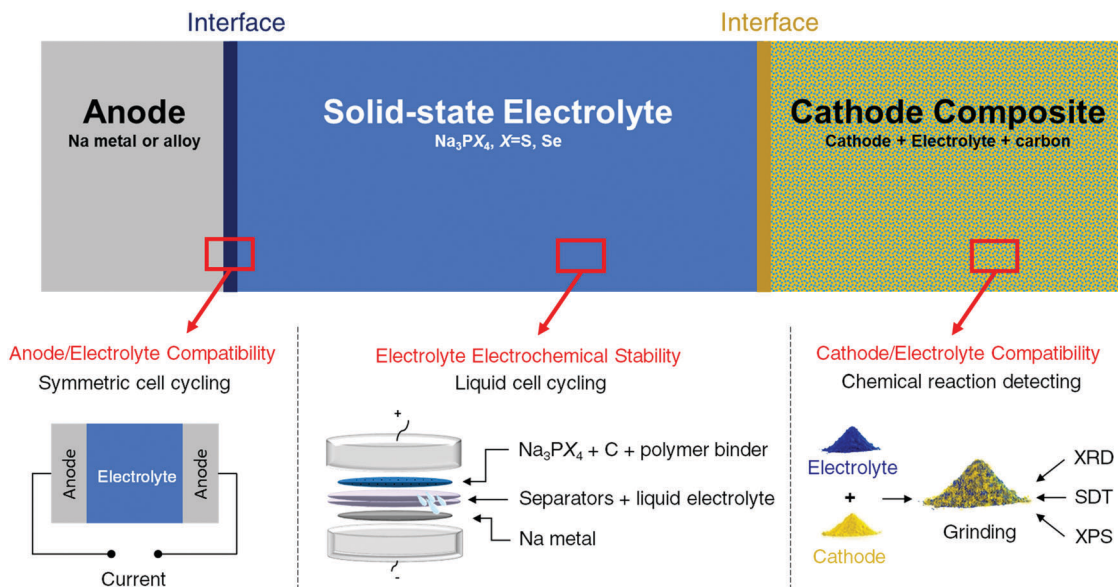 Interface
Interface
Anode
Na metal or alloy
Solid-state Electrolyte
Na₃PX₄, X=S, Se
Cathode Composite
Cathode + Electrolyte + carbon
Anode/Electrolyte Compatibility
Symmetric cell cycling
Anode
Electrolyte
Anode
Current
Electrolyte Electrochemical Stability
Liquid cell cycling
+
Na₃PX₄ + C + polymer binder
Separators + liquid electrolyte
Na metal
-
Cathode/Electrolyte Compatibility
Chemical reaction detecting
Electrolyte
+
Cathode
Grinding
XRD
SDT
XPS